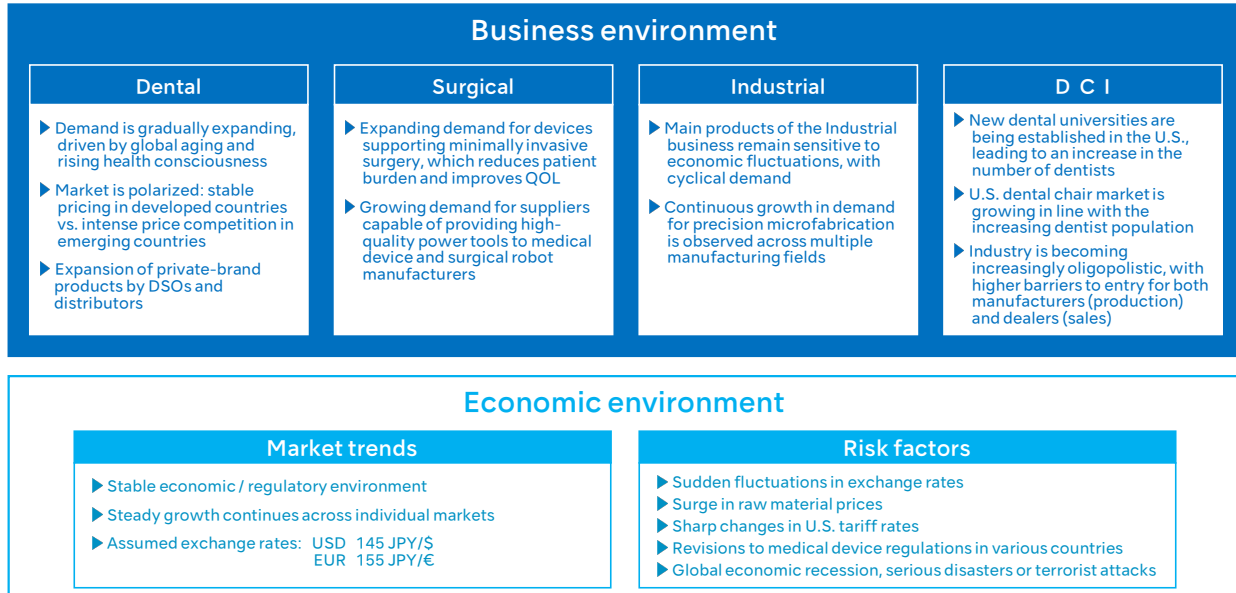 Business environment
Dental
▶ Demand is gradually expanding,
driven by global aging and
rising health consciousness
▶ Market is polarized: stable
pricing in developed countries
vs. intense price competition in
emerging countries
▶ Expansion of private-brand
products by DSOs and
distributors
Surgical
▶ Expanding demand for devices
supporting minimally invasive
surgery, which reduces patient
burden and improves QOL
▶ Growing demand for suppliers
capable of providing high-
quality power tools to medical
device and surgical robot
manufacturers
Industrial
▶ Main products of the Industrial
business remain sensitive to
economic fluctuations, with
cyclical demand
▶ Continuous growth in demand
for precision microfabrication
is observed across multiple
manufacturing fields
D C I
▶ New dental universities are
being established in the U.S.,
leading to an increase in the
number of dentists
▶ U.S. dental chair market is
growing in line with the
increasing dentist population
▶ Industry is becoming
increasingly oligopolistic, with
higher barriers to entry for both
manufacturers (production)
and dealers (sales)
Economic environment
Market trends
▶ Stable economic / regulatory environment
▶ Steady growth continues across individual markets
▶ Assumed exchange rates: USD 145 JPY/$
EUR 155 JPY/€
Risk factors
▶ Sudden fluctuations in exchange rates
▶ Surge in raw material prices
▶ Sharp changes in U.S. tariff rates
▶ Revisions to medical device regulations in various countries
▶ Global economic recession, serious disasters or terrorist attacks